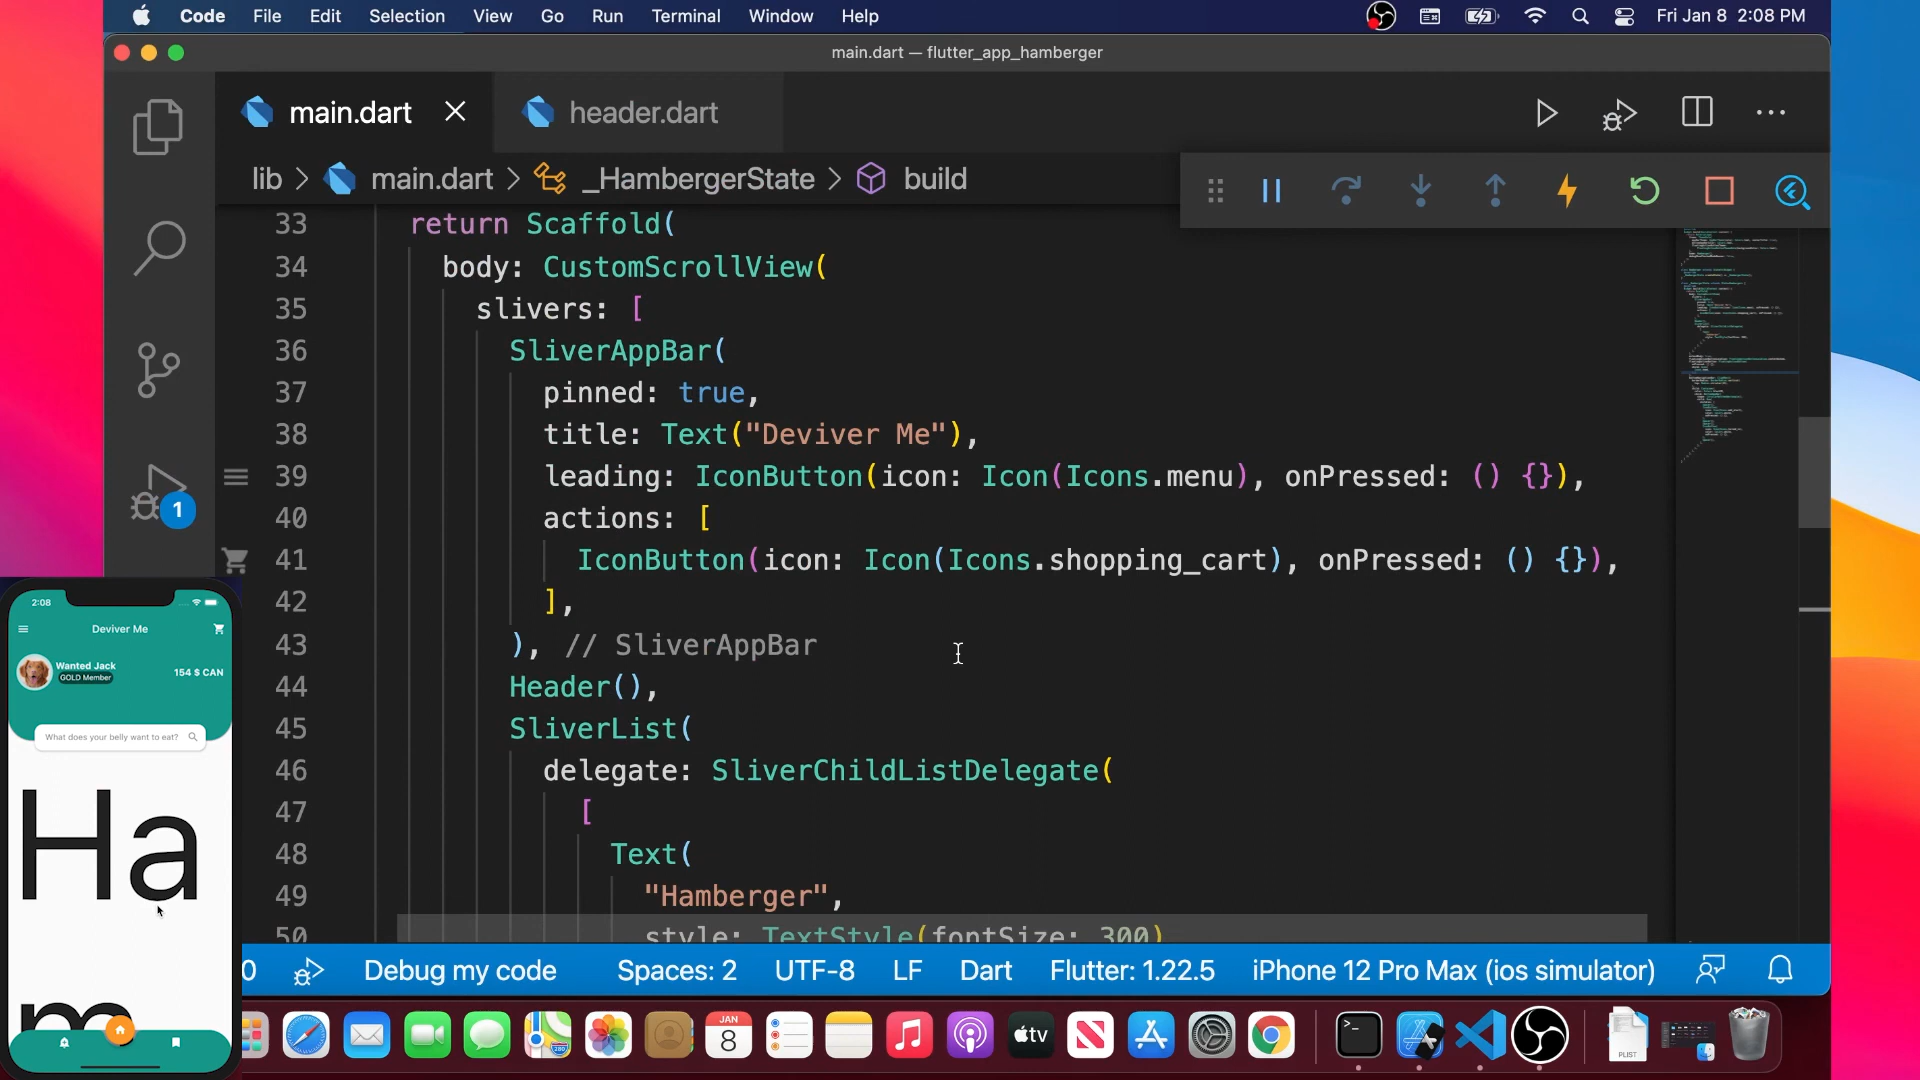 Code File Edit Selection View Go Run Terminal Window Help Fri Jan 8 2:08 PM
main.dart — flutter_app_hamberger
main.dart header.dart
lib > main.dart > _HambergerState > build
33 return Scaffold(
34 body: CustomScrollView(
35 slivers: [
36 SliverAppBar(
37 pinned: true,
38 title: Text("Deviver Me"),
39 leading: IconButton(icon: Icon(Icons.menu), onPressed: () {}),
40 actions: [
41 IconButton(icon: Icon(Icons.shopping_cart), onPressed: () {}),
42 ],
43 ), // SliverAppBar
44 Header(),
45 SliverList(
46 delegate: SliverChildListDelegate(
47 [
48 Text(
49 "Hamberger",
50 style: TextStyle(fontSize: 300)
1
2:08
Deviver Me
Wanted Jack
GOLD Member
154 $ CAN
What does your belly want to eat?
Ha
m
0 Debug my code Spaces: 2 UTF-8 LF Dart Flutter: 1.22.5 iPhone 12 Pro Max (ios simulator)
JAN
8
tv
PLIST